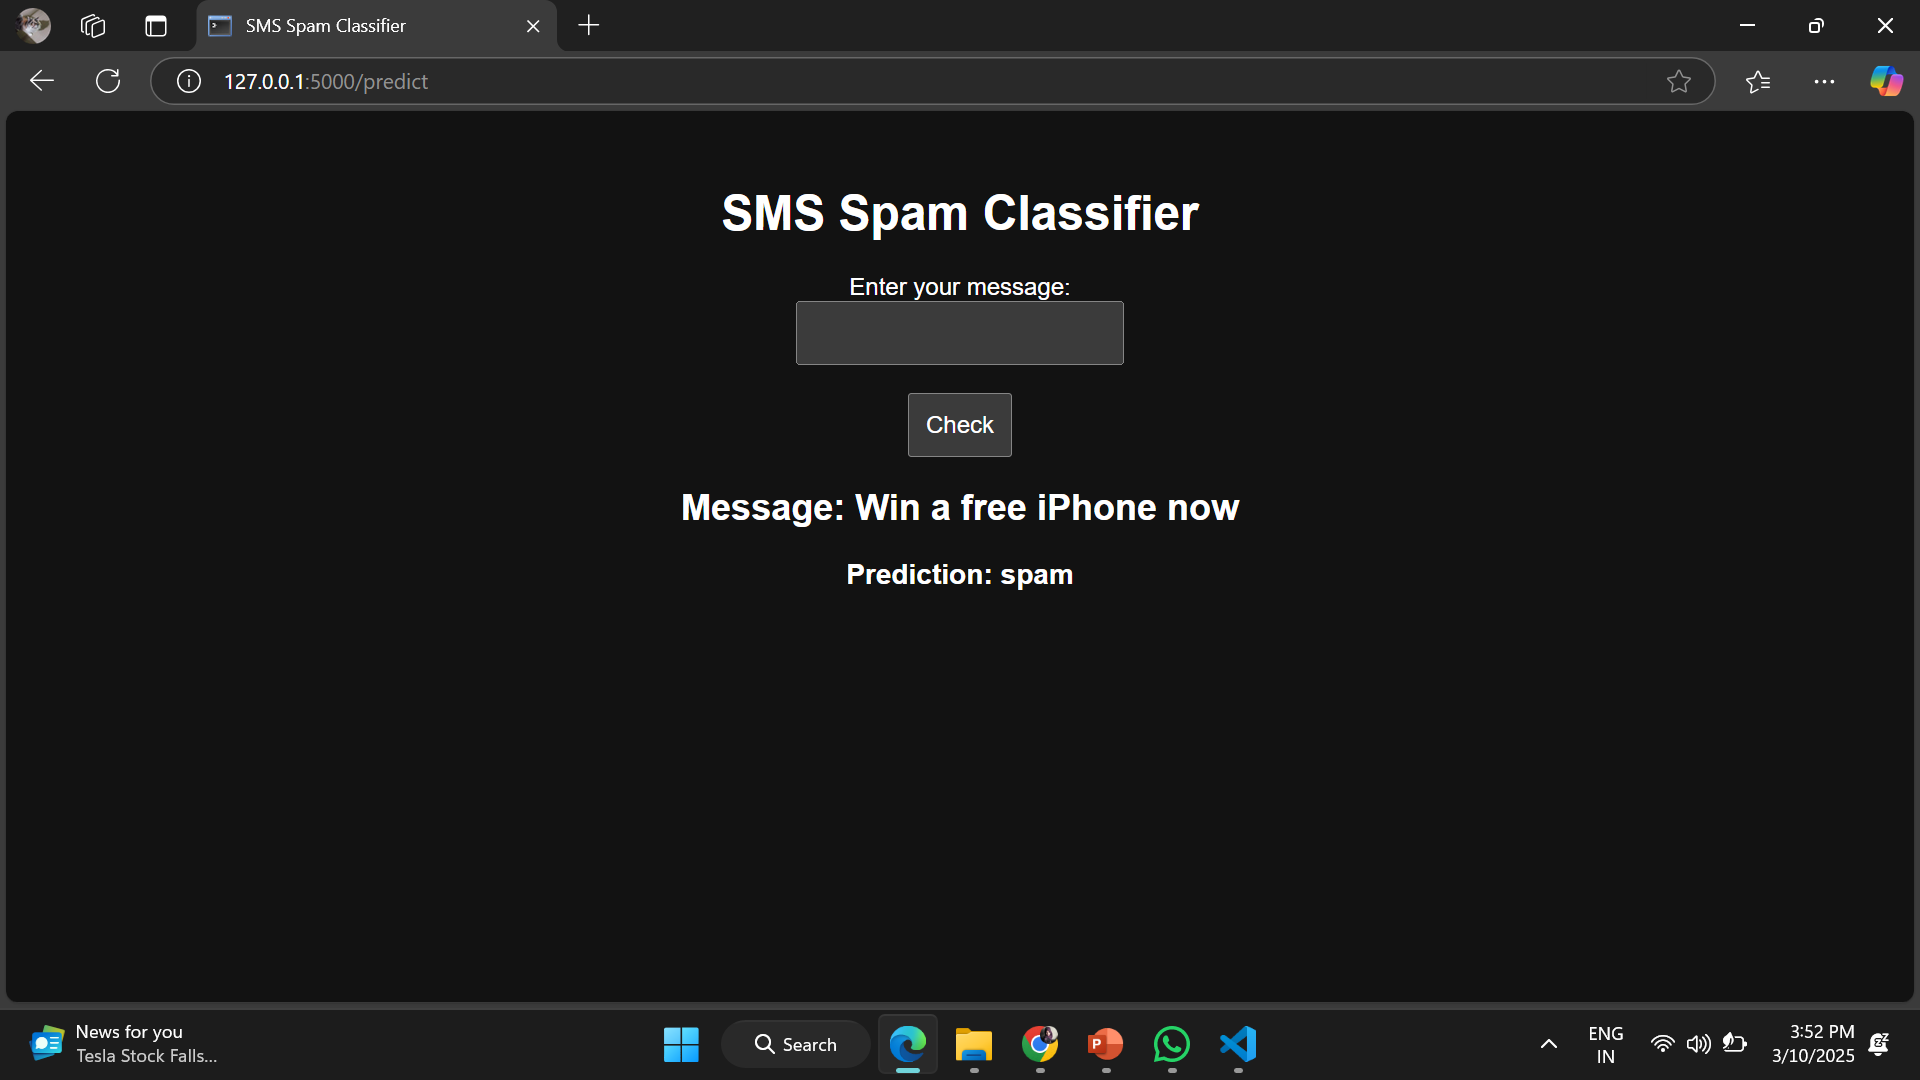 SMS Spam Classifier
127.0.0.1:5000/predict
SMS Spam Classifier
Enter your message:
Check
Message: Win a free iPhone now
Prediction: spam
News for you
Tesla Stock Falls...
Search
P
ENG
IN
3:52 PM
3/10/2025